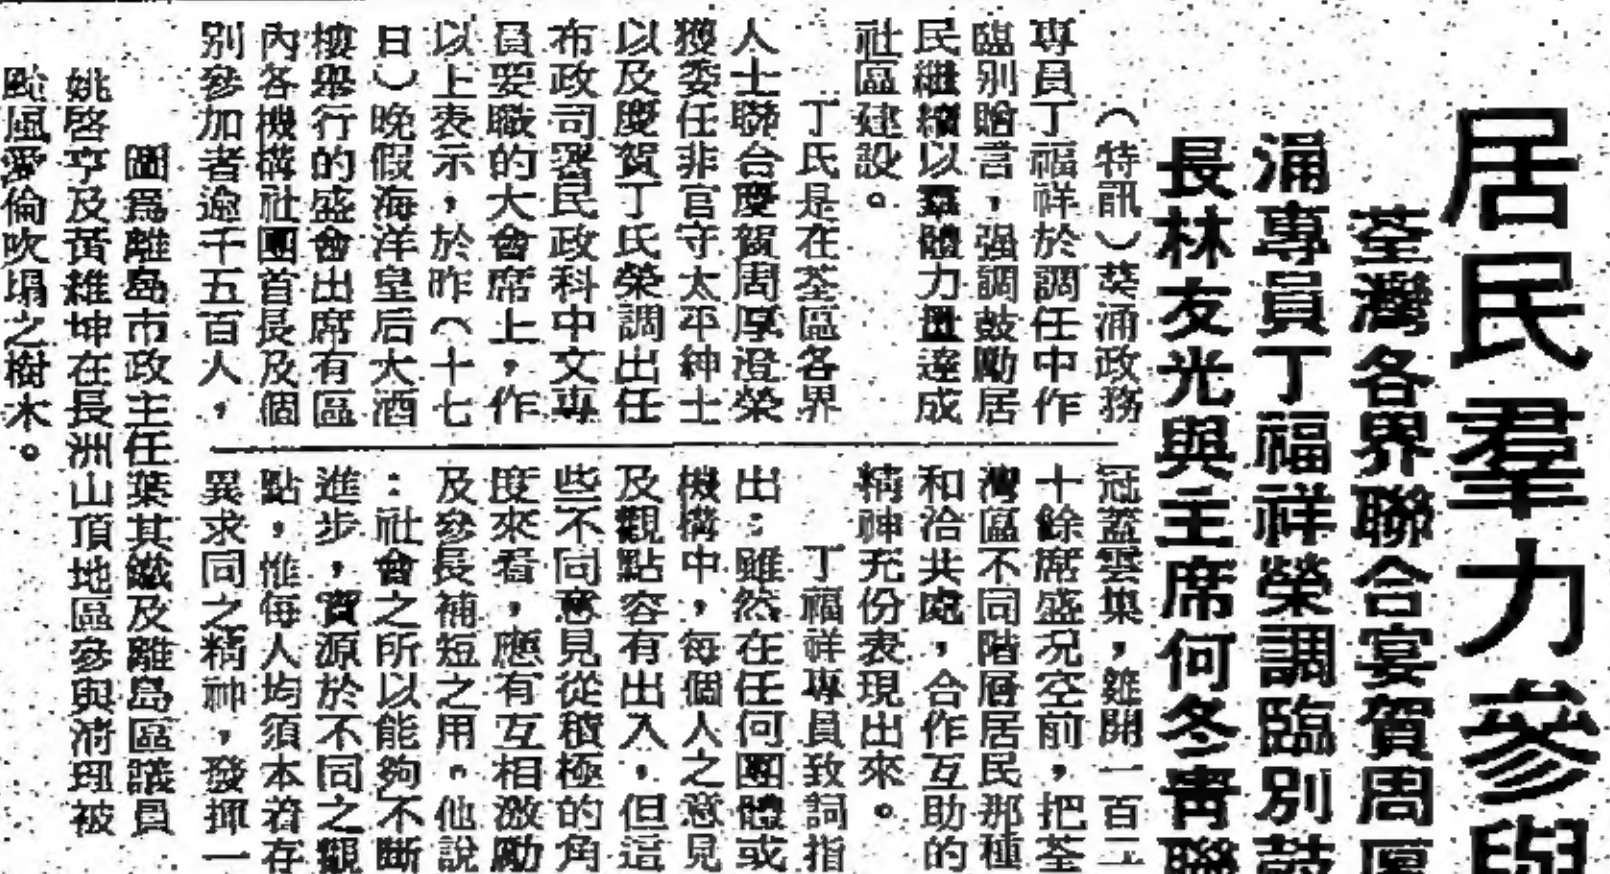 居民羣力參與
荃灣各界聯合宴賀周厚
涌專員丁福祥榮調臨別鼓
長林友光與主席何冬青聯
（特訊）葵涌政務
專員丁福祥於調任中作
臨別贈言，强調鼓勵居
民繼續以羣體力量達成
社區建設。
丁氏是在荃區各界
人士聯合慶賀周厚澄榮
獲委任非官守太平紳士
以及慶賀丁氏榮調出任
布政司署民政科中文專
員要職的大會席上，作
以上表示，於昨（十七
日）晚假海洋皇后大酒
樓舉行的盛會出席有區
內各機構社團首長及個
別參加者逾千五百人，
冠蓋雲集，筵開一百二
十餘席盛況空前，把荃
灣區不同階層居民那種
和洽共處，合作互助的
精神充份表現出來。
丁福祥專員致詞指
出：雖然在任何團體或
機構中，每個人之意見
及觀點容有出入，但這
些不同意見從積極的角
度來看，應有互相激勵
及參長補短之用。他說
：社會之所以能夠不斷
進步，實源於不同之觀
點，惟每人均須本着存
異求同之精神，發揮一
圖爲離島市政主任葉其鐵及離島區議員
姚啓亨及黃維坤在長洲山頂地區參與清理被
颱風愛倫吹塌之樹木。